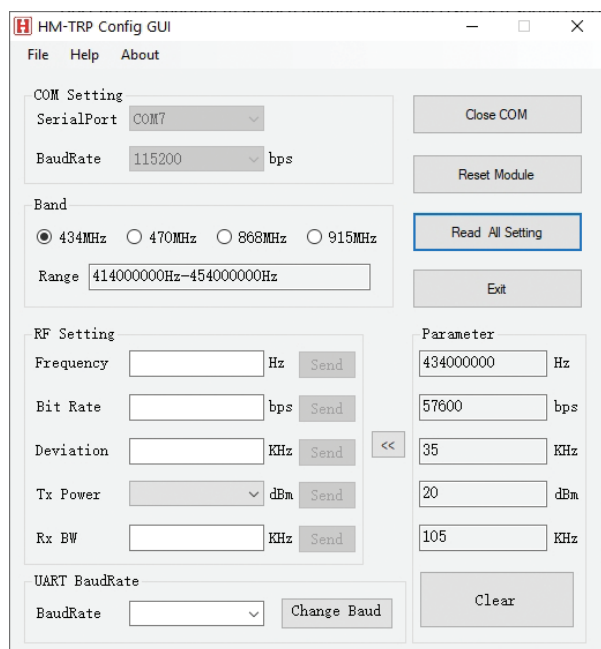 HM-TRP Config GUI
File Help About
COM Setting
SerialPort COM7
BaudRate 115200 bps
Close COM
Reset Module
Band
434MHz 470MHz 868MHz 915MHz
Range 414000000Hz-454000000Hz
Read All Setting
Exit
RF Setting
Frequency Hz Send
Bit Rate bps Send
Deviation KHz Send
Tx Power dBm Send
Rx BW KHz Send
<<
Parameter
434000000 Hz
57600 bps
35 KHz
20 dBm
105 KHz
UART BaudRate
BaudRate Change Baud
Clear